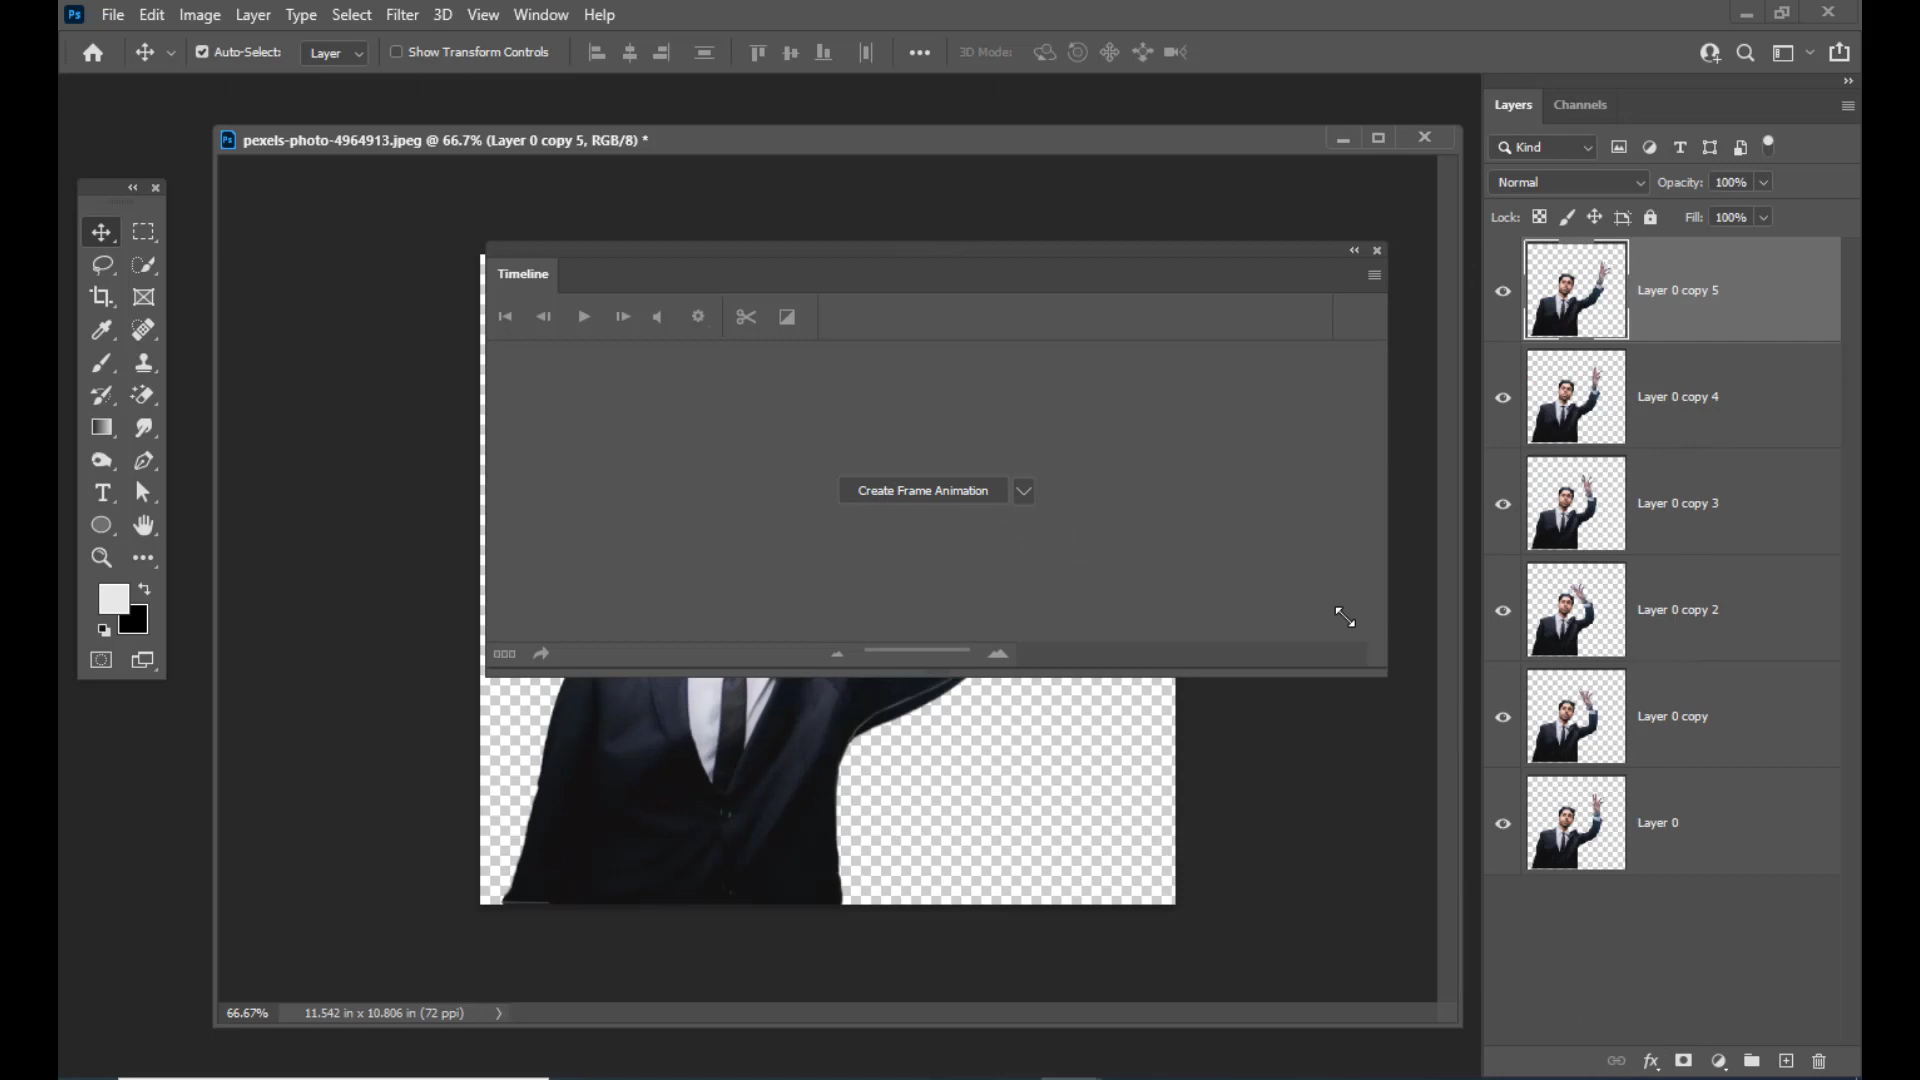 Ps File Edit Image Layer Type Select Filter 3D View Window Help
Auto-Select: Layer Show Transform Controls 3D Mode:
Layers Channels
Ps pexels-photo-4964913.jpeg @ 66.7% (Layer 0 copy 5, RGB/8) *
Kind
Normal Opacity: 100%
Lock: Fill: 100%
Timeline
Layer 0 copy 5
Layer 0 copy 4
Create Frame Animation
Layer 0 copy 3
Layer 0 copy 2
Layer 0 copy
Layer 0
66.67% 11.542 in x 10.806 in (72 ppi)
fx